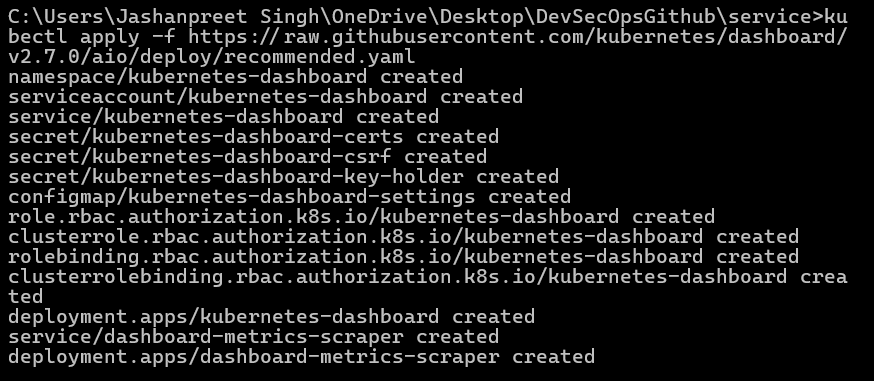 C:\Users\Jashanpreet Singh\OneDrive\Desktop\DevSecOpsGithub\service>ku
bectl apply -f https://raw.githubusercontent.com/kubernetes/dashboard/
v2.7.0/aio/deploy/recommended.yaml
namespace/kubernetes-dashboard created
serviceaccount/kubernetes-dashboard created
service/kubernetes-dashboard created
secret/kubernetes-dashboard-certs created
secret/kubernetes-dashboard-csrf created
secret/kubernetes-dashboard-key-holder created
configmap/kubernetes-dashboard-settings created
role.rbac.authorization.k8s.io/kubernetes-dashboard created
clusterrole.rbac.authorization.k8s.io/kubernetes-dashboard created
rolebinding.rbac.authorization.k8s.io/kubernetes-dashboard created
clusterrolebinding.rbac.authorization.k8s.io/kubernetes-dashboard crea
ted
deployment.apps/kubernetes-dashboard created
service/dashboard-metrics-scraper created
deployment.apps/dashboard-metrics-scraper created